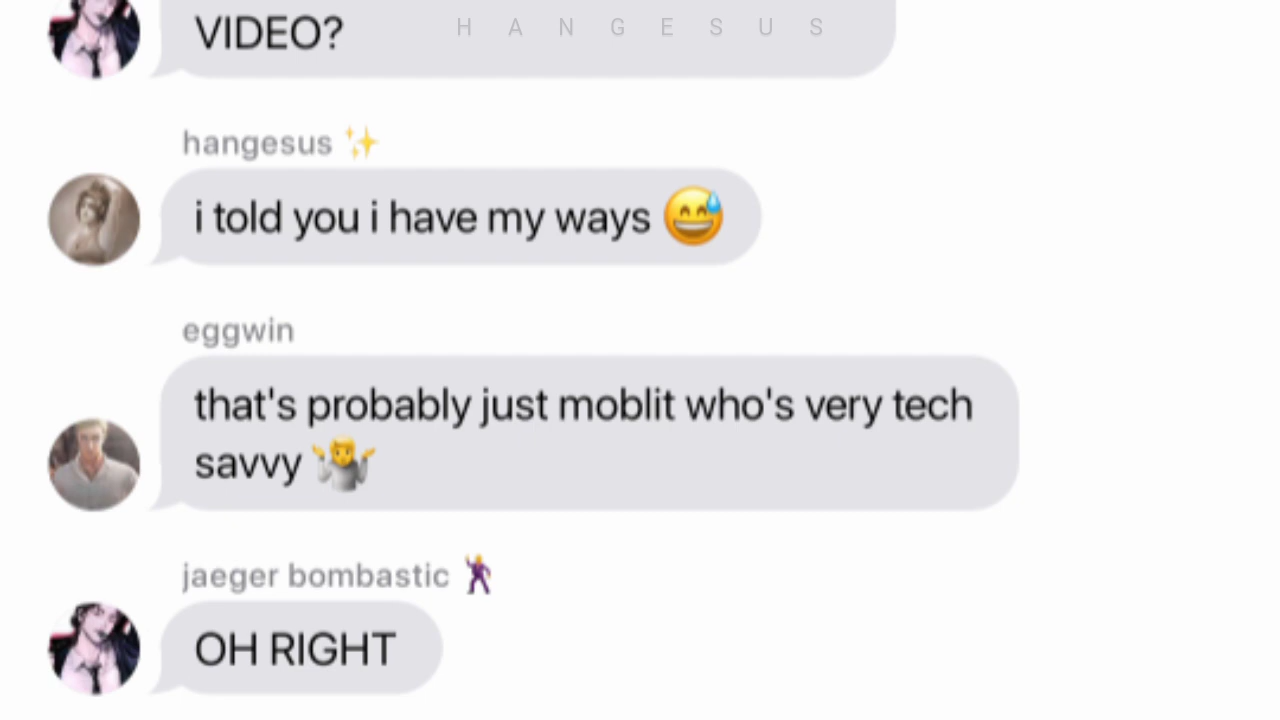 H A N G E S U S
VIDEO?
hangesus ✨
i told you i have my ways 😅
eggwin
that's probably just moblit who's very tech
savvy 🤷‍♂️
jaeger bombastic 🕺
OH RIGHT